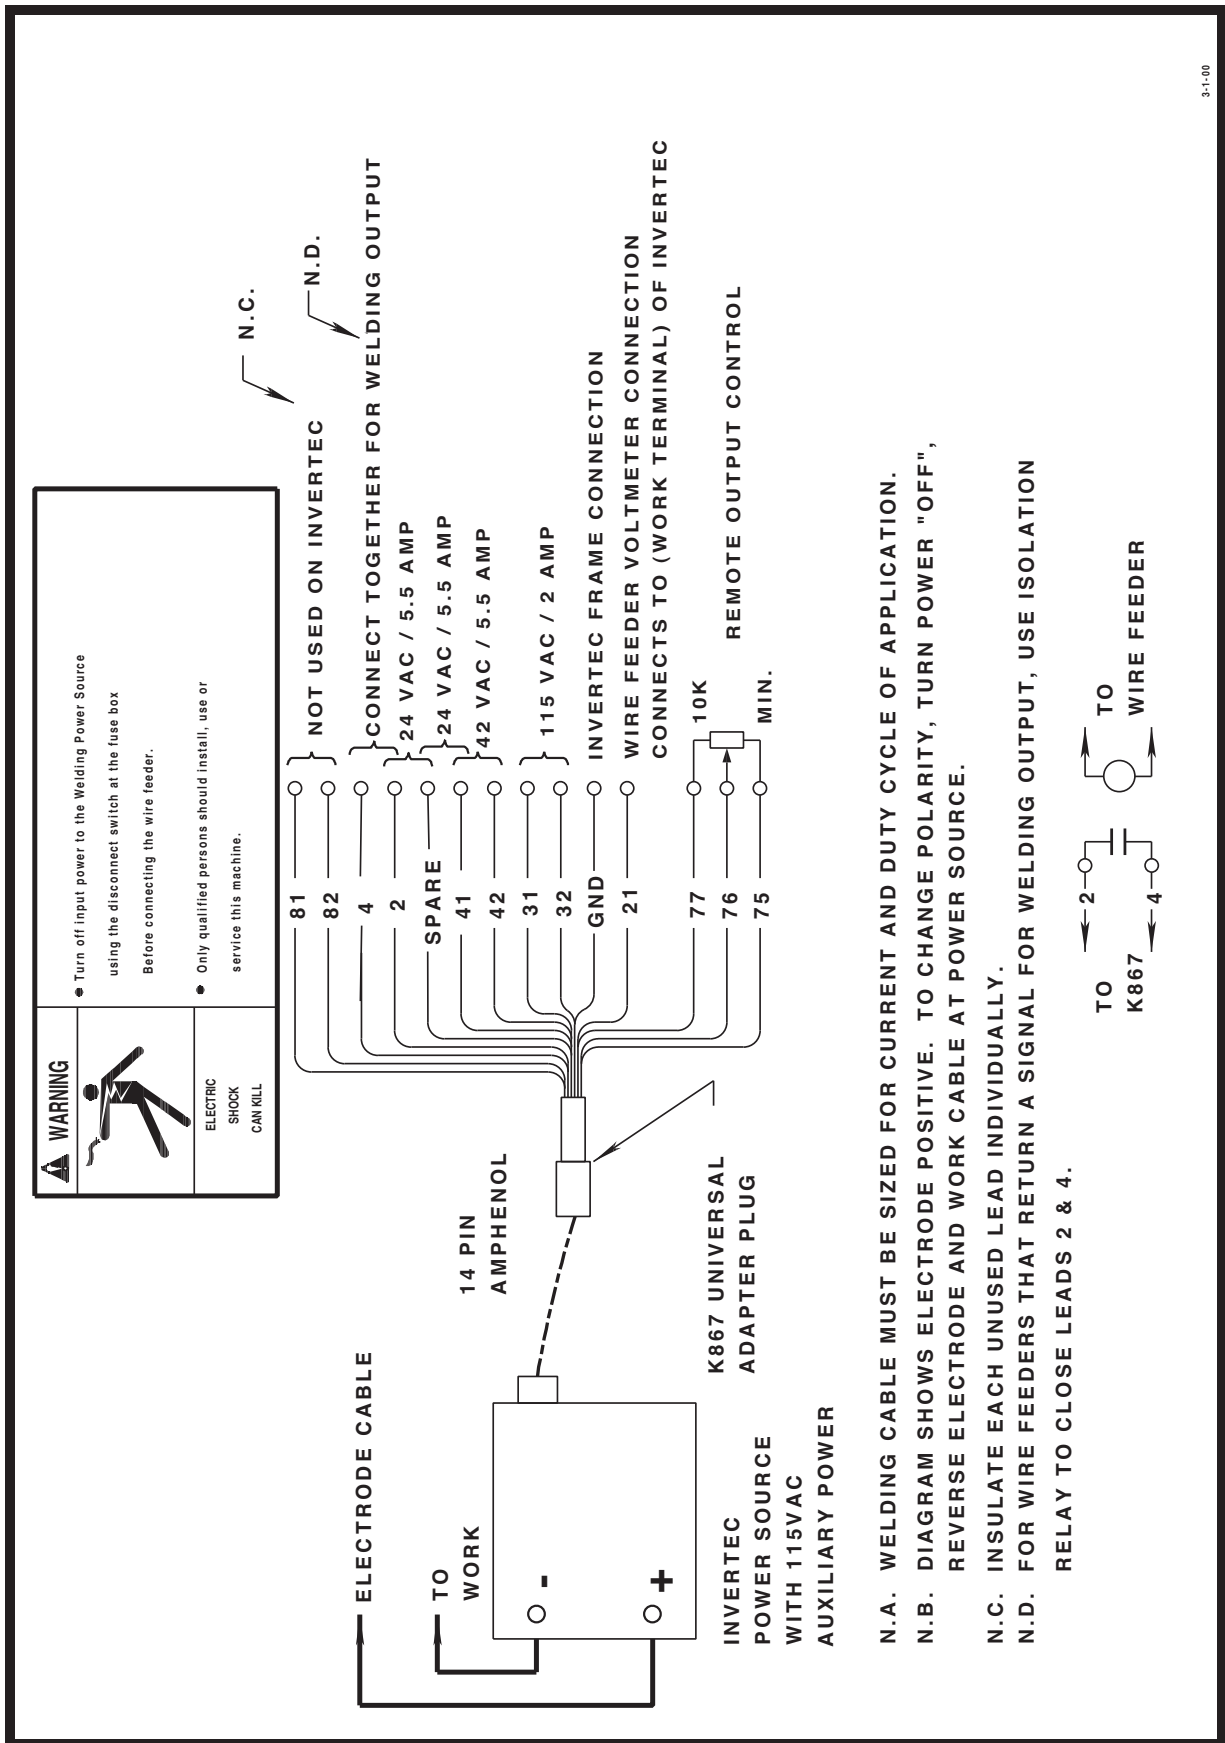 WARNING
ELECTRIC
SHOCK
CAN KILL
● Turn off input power to the Welding Power Source
using the disconnect switch at the fuse box
Before connecting the wire feeder.
● Only qualified persons should install, use or
service this machine.
N.C.
N.D.
81
82
NOT USED ON INVERTEC
4
2
CONNECT TOGETHER FOR WELDING OUTPUT
24 VAC / 5.5 AMP
SPARE
24 VAC / 5.5 AMP
41
42
42 VAC / 5.5 AMP
31
32
115 VAC / 2 AMP
GND
INVERTEC FRAME CONNECTION
21
WIRE FEEDER VOLTMETER CONNECTION
CONNECTS TO (WORK TERMINAL) OF INVERTEC
77
76
75
10K
MIN.
REMOTE OUTPUT CONTROL
ELECTRODE CABLE
TO
WORK
-
+
14 PIN
AMPHENOL
K867 UNIVERSAL
ADAPTER PLUG
INVERTEC
POWER SOURCE
WITH 115VAC
AUXILIARY POWER
N.A. WELDING CABLE MUST BE SIZED FOR CURRENT AND DUTY CYCLE OF APPLICATION.
N.B. DIAGRAM SHOWS ELECTRODE POSITIVE. TO CHANGE POLARITY, TURN POWER "OFF",
REVERSE ELECTRODE AND WORK CABLE AT POWER SOURCE.
N.C. INSULATE EACH UNUSED LEAD INDIVIDUALLY.
N.D. FOR WIRE FEEDERS THAT RETURN A SIGNAL FOR WELDING OUTPUT, USE ISOLATION
RELAY TO CLOSE LEADS 2 & 4.
TO
K867
2
4
TO
WIRE FEEDER
3-1-00